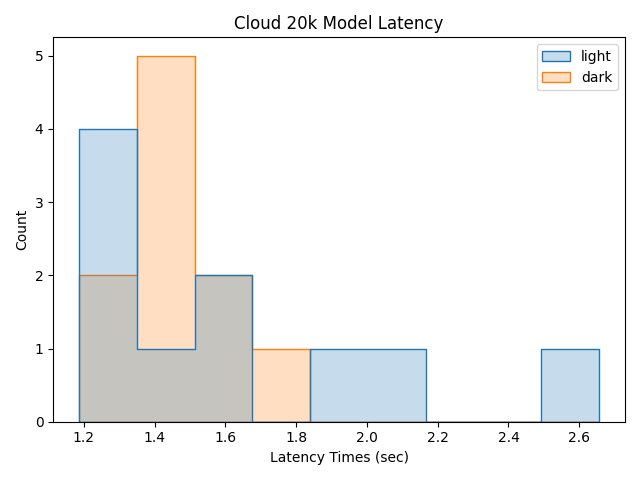 Cloud 20k Model Latency
light
dark
Count
5
4
3
2
1
0
1.2 1.4 1.6 1.8 2.0 2.2 2.4 2.6
Latency Times (sec)